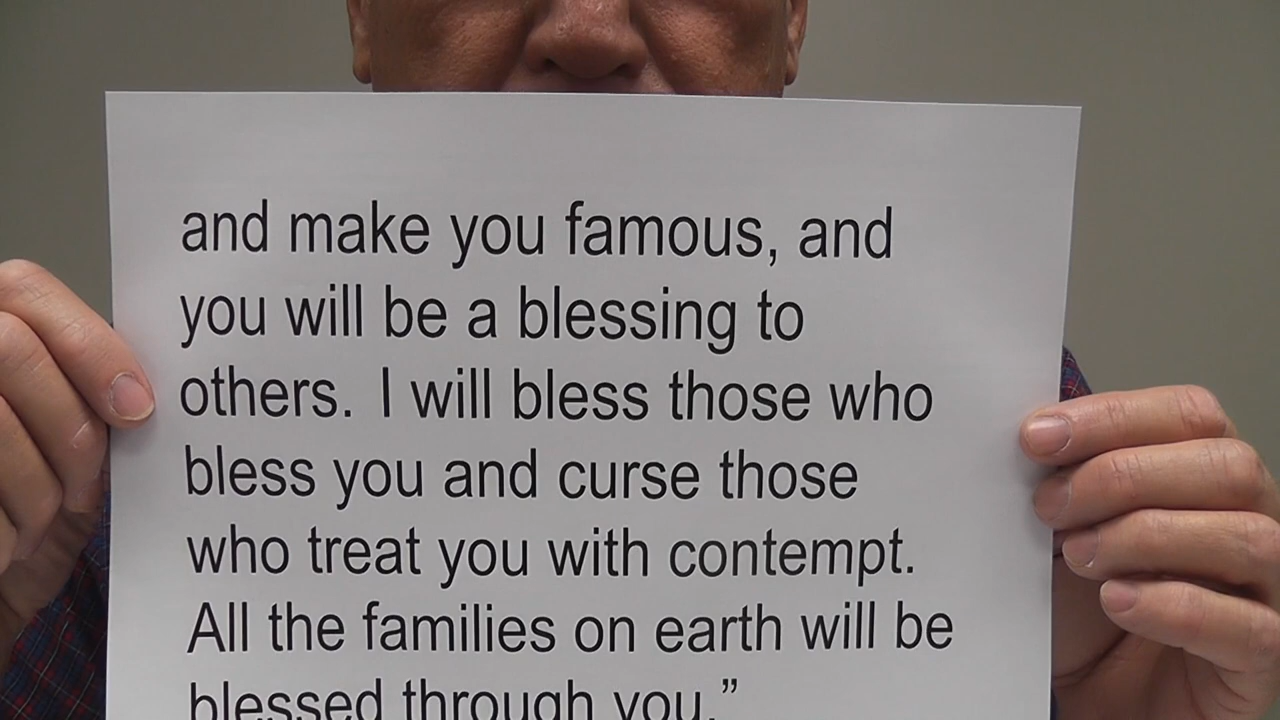 and make you famous, and
you will be a blessing to
others. I will bless those who
bless you and curse those
who treat you with contempt.
All the families on earth will be
blessed through you.”